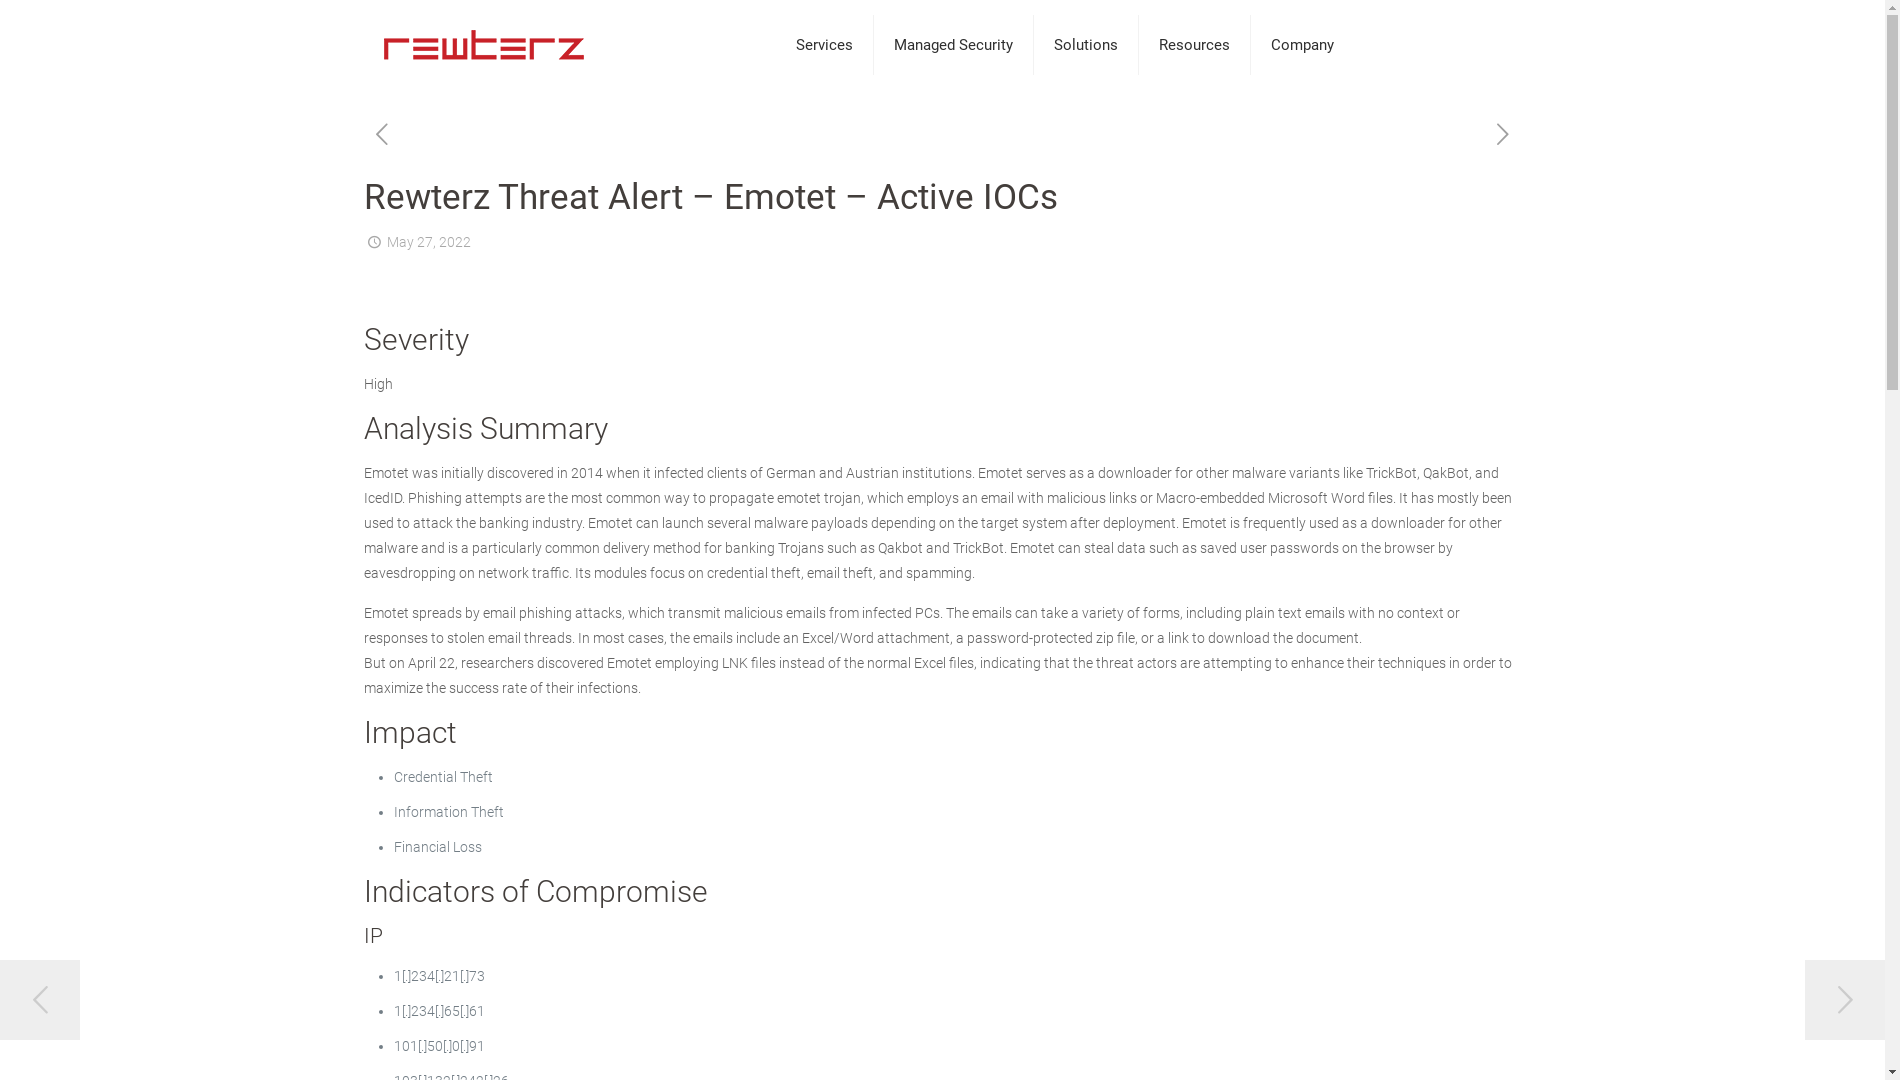 rewterz
Services
Managed Security
Solutions
Resources
Company
Rewterz Threat Alert – Emotet – Active IOCs
May 27, 2022
Severity
High
Analysis Summary
Emotet was initially discovered in 2014 when it infected clients of German and Austrian institutions. Emotet serves as a downloader for other malware variants like TrickBot, QakBot, and
IcedID. Phishing attempts are the most common way to propagate emotet trojan, which employs an email with malicious links or Macro-embedded Microsoft Word files. It has mostly been
used to attack the banking industry. Emotet can launch several malware payloads depending on the target system after deployment. Emotet is frequently used as a downloader for other
malware and is a particularly common delivery method for banking Trojans such as Qakbot and TrickBot. Emotet can steal data such as saved user passwords on the browser by
eavesdropping on network traffic. Its modules focus on credential theft, email theft, and spamming.
Emotet spreads by email phishing attacks, which transmit malicious emails from infected PCs. The emails can take a variety of forms, including plain text emails with no context or
responses to stolen email threads. In most cases, the emails include an Excel/Word attachment, a password-protected zip file, or a link to download the document.
But on April 22, researchers discovered Emotet employing LNK files instead of the normal Excel files, indicating that the threat actors are attempting to enhance their techniques in order to
maximize the success rate of their infections.
Impact
Credential Theft
Information Theft
Financial Loss
Indicators of Compromise
IP
1[.]234[.]21[.]73
1[.]234[.]65[.]61
101[.]50[.]0[.]91